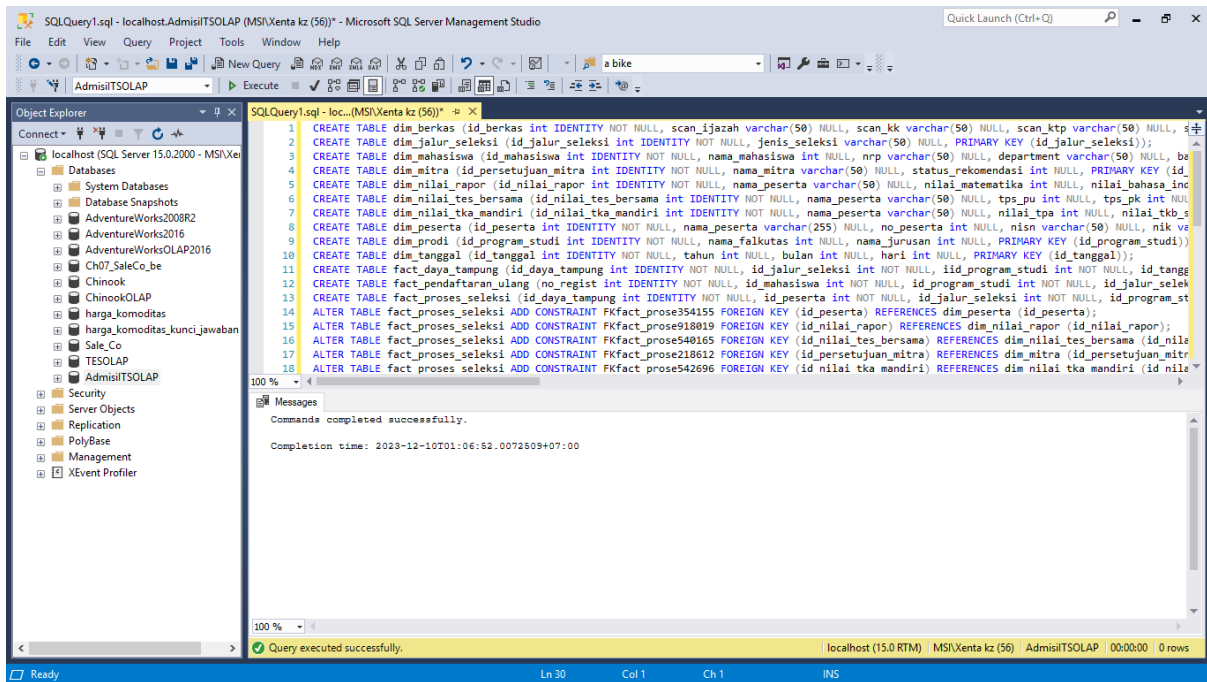 SQLQuery1.sql - localhost.AdmisiITSOLAP (MSI\Xenta kz (56))* - Microsoft SQL Server Management Studio
Quick Launch (Ctrl+Q)
File Edit View Query Project Tools Window Help
New Query
MDX DMX XMLA DAX
a bike
AdmisiITSOLAP
Execute
Object Explorer
SQLQuery1.sql - loc...(MSI\Xenta kz (56))*
Connect
localhost (SQL Server 15.0.2000 - MSI\Xei
Databases
System Databases
Database Snapshots
AdventureWorks2008R2
AdventureWorks2016
AdventureWorksOLAP2016
Ch07_SaleCo_be
Chinook
ChinookOLAP
harga_komoditas
harga_komoditas_kunci_jawaban
Sale_Co
TESOLAP
AdmisiITSOLAP
Security
Server Objects
Replication
PolyBase
Management
XEvent Profiler
1 CREATE TABLE dim_berkas (id_berkas int IDENTITY NOT NULL, scan_ijazah varchar(50) NULL, scan_kk varchar(50) NULL, scan_ktp varchar(50) NULL, s
2 CREATE TABLE dim_jalur_seleksi (id_jalur_seleksi int IDENTITY NOT NULL, jenis_seleksi varchar(50) NULL, PRIMARY KEY (id_jalur_seleksi));
3 CREATE TABLE dim_mahasiswa (id_mahasiswa int IDENTITY NOT NULL, nama_mahasiswa int NULL, nrp varchar(50) NULL, department varchar(50) NULL, ba
4 CREATE TABLE dim_mitra (id_persetujuan_mitra int IDENTITY NOT NULL, nama_mitra varchar(50) NULL, status_rekomendasi int NULL, PRIMARY KEY (id_
5 CREATE TABLE dim_nilai_rapor (id_nilai_rapor int IDENTITY NOT NULL, nama_peserta varchar(50) NULL, nilai_matematika int NULL, nilai_bahasa_ind
6 CREATE TABLE dim_nilai_tes_bersama (id_nilai_tes_bersama int IDENTITY NOT NULL, nama_peserta varchar(50) NULL, tps_pu int NULL, tps_pk int NUL
7 CREATE TABLE dim_nilai_tka_mandiri (id_nilai_tka_mandiri int IDENTITY NOT NULL, nama_peserta varchar(50) NULL, nilai_tpa int NULL, nilai_tkb_s
8 CREATE TABLE dim_peserta (id_peserta int IDENTITY NOT NULL, nama_peserta varchar(255) NULL, no_peserta int NULL, nisn varchar(50) NULL, nik va
9 CREATE TABLE dim_prodi (id_program_studi int IDENTITY NOT NULL, nama_falkutas int NULL, nama_jurusan int NULL, PRIMARY KEY (id_program_studi))
10 CREATE TABLE dim_tanggal (id_tanggal int IDENTITY NOT NULL, tahun int NULL, bulan int NULL, hari int NULL, PRIMARY KEY (id_tanggal));
11 CREATE TABLE fact_daya_tampung (id_daya_tampung int IDENTITY NOT NULL, id_jalur_seleksi int NOT NULL, iid_program_studi int NOT NULL, id_tangg
12 CREATE TABLE fact_pendaftaran_ulang (no_regist int IDENTITY NOT NULL, id_mahasiswa int NOT NULL, id_program_studi int NOT NULL, id_jalur_selek
13 CREATE TABLE fact_proses_seleksi (id_daya_tampung int IDENTITY NOT NULL, id_peserta int NOT NULL, id_jalur_seleksi int NOT NULL, id_program_st
14 ALTER TABLE fact_proses_seleksi ADD CONSTRAINT FKfact_prose354155 FOREIGN KEY (id_peserta) REFERENCES dim_peserta (id_peserta);
15 ALTER TABLE fact_proses_seleksi ADD CONSTRAINT FKfact_prose918019 FOREIGN KEY (id_nilai_rapor) REFERENCES dim_nilai_rapor (id_nilai_rapor);
16 ALTER TABLE fact_proses_seleksi ADD CONSTRAINT FKfact_prose540165 FOREIGN KEY (id_nilai_tes_bersama) REFERENCES dim_nilai_tes_bersama (id_nila
17 ALTER TABLE fact_proses_seleksi ADD CONSTRAINT FKfact_prose218612 FOREIGN KEY (id_persetujuan_mitra) REFERENCES dim_mitra (id_persetujuan_mitr
18 ALTER TABLE fact_proses_seleksi ADD CONSTRAINT FKfact_prose542696 FOREIGN KEY (id_nilai_tka_mandiri) REFERENCES dim_nilai_tka_mandiri (id_nila
100 %
Messages
Commands completed successfully.
Completion time: 2023-12-10T01:06:52.0072509+07:00
100 %
Query executed successfully.
localhost (15.0 RTM) MSI\Xenta kz (56) AdmisiITSOLAP 00:00:00 0 rows
Ready Ln 30 Col 1 Ch 1 INS